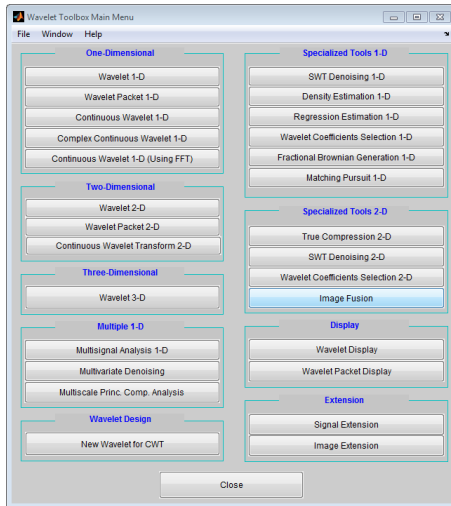 Wavelet Toolbox Main Menu
File Window Help
One-Dimensional
Wavelet 1-D
Wavelet Packet 1-D
Continuous Wavelet 1-D
Complex Continuous Wavelet 1-D
Continuous Wavelet 1-D (Using FFT)
Two-Dimensional
Wavelet 2-D
Wavelet Packet 2-D
Continuous Wavelet Transform 2-D
Three-Dimensional
Wavelet 3-D
Multiple 1-D
Multisignal Analysis 1-D
Multivariate Denoising
Multiscale Princ. Comp. Analysis
Wavelet Design
New Wavelet for CWT
Specialized Tools 1-D
SWT Denoising 1-D
Density Estimation 1-D
Regression Estimation 1-D
Wavelet Coefficients Selection 1-D
Fractional Brownian Generation 1-D
Matching Pursuit 1-D
Specialized Tools 2-D
True Compression 2-D
SWT Denoising 2-D
Wavelet Coefficients Selection 2-D
Image Fusion
Display
Wavelet Display
Wavelet Packet Display
Extension
Signal Extension
Image Extension
Close